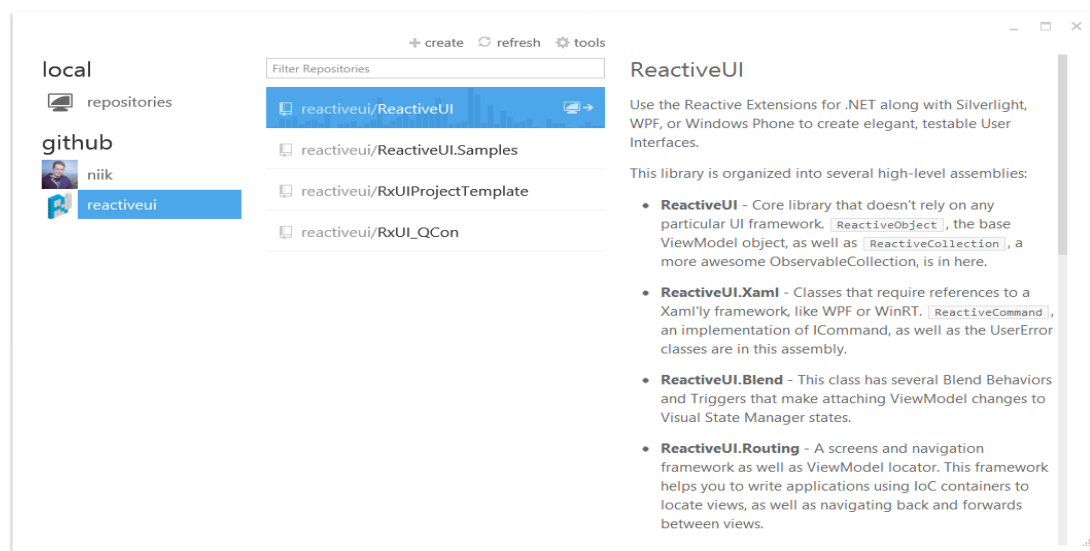 create refresh tools
local
repositories
github
niik
reactiveui
Filter Repositories
reactiveui/ReactiveUI
reactiveui/ReactiveUI.Samples
reactiveui/RxUIProjectTemplate
reactiveui/RxUI_QCon
ReactiveUI
Use the Reactive Extensions for .NET along with Silverlight,
WPF, or Windows Phone to create elegant, testable User
Interfaces.
This library is organized into several high-level assemblies:
• ReactiveUI - Core library that doesn't rely on any
particular UI framework. ReactiveObject , the base
ViewModel object, as well as ReactiveCollection , a
more awesome ObservableCollection, is in here.
• ReactiveUI.Xaml - Classes that require references to a
Xaml'ly framework, like WPF or WinRT. ReactiveCommand ,
an implementation of ICommand, as well as the UserError
classes are in this assembly.
• ReactiveUI.Blend - This class has several Blend Behaviors
and Triggers that make attaching ViewModel changes to
Visual State Manager states.
• ReactiveUI.Routing - A screens and navigation
framework as well as ViewModel locator. This framework
helps you to write applications using IoC containers to
locate views, as well as navigating back and forwards
between views.